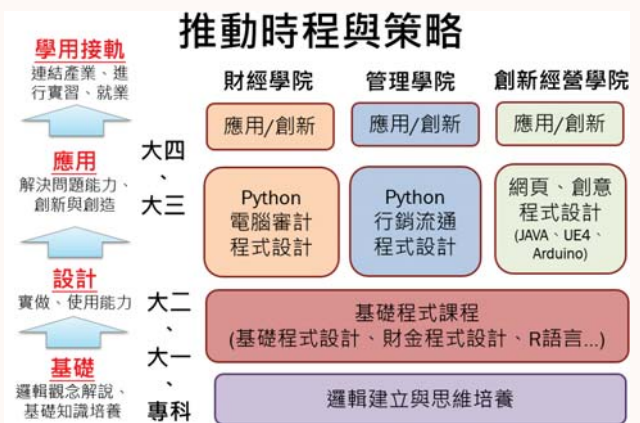 推動時程與策略
學用接軌
連結產業、進
行實習、就業
應用
解決問題能力、
創新與創造
設計
實做、使用能力
基礎
邏輯觀念解說、
基礎知識培養
大四
、
大三
大二
、
大一
、
專科
財經學院
管理學院
創新經營學院
應用/創新
應用/創新
應用/創新
Python
電腦審計
程式設計
Python
行銷流通
程式設計
網頁、創意
程式設計
(JAVA、UE4、
Arduino)
基礎程式課程
(基礎程式設計、財金程式設計、R語言...)
邏輯建立與思維培養